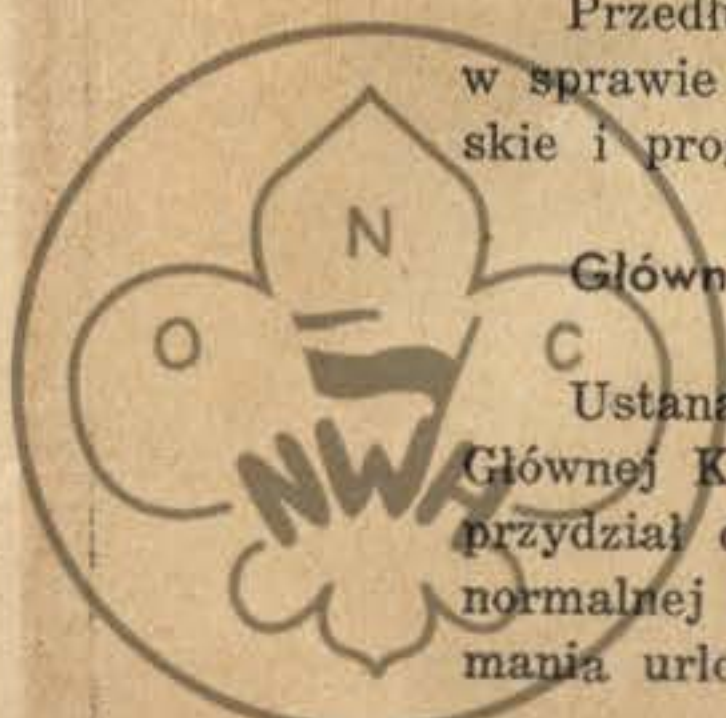 Przedł
w sprawie
skie i pro
Główn
Ustana
Głównej K
przydział
normalnej
mania urlo
N
O C
NWH